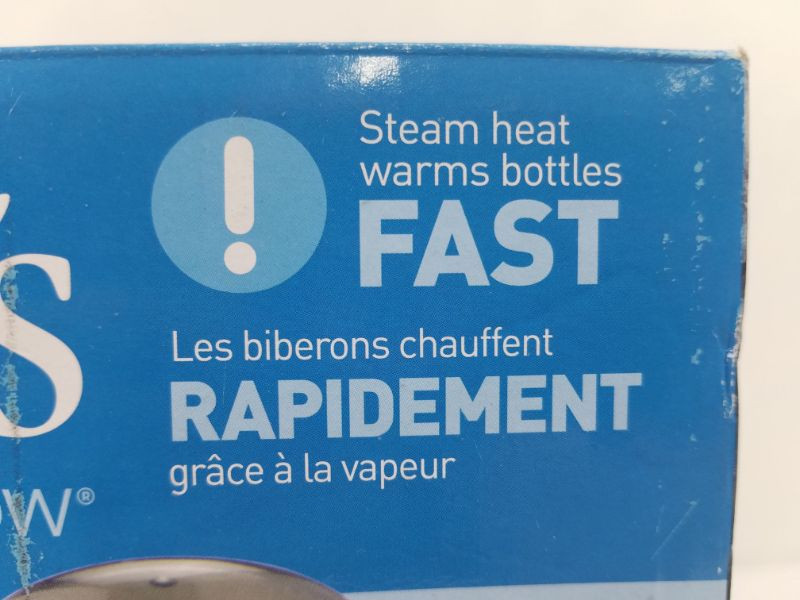 Steam heat
warms bottles
FAST
Les biberons chauffent
RAPIDEMENT
grâce à la vapeur